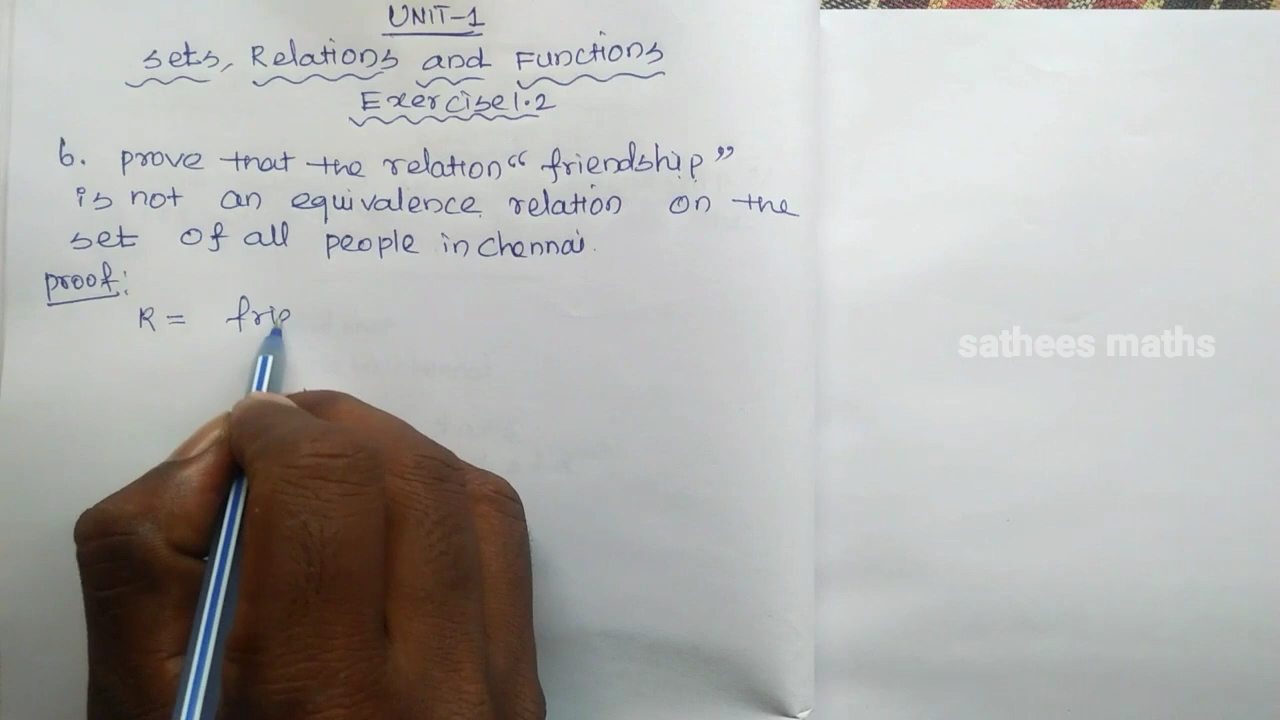 UNIT-1
sets, Relations and Functions
Exercise 1.2
6. prove that the relation “ friendship ”
is not an equivalence relation on the
set of all people in Chennai.
proof:
R = frie
sathees maths